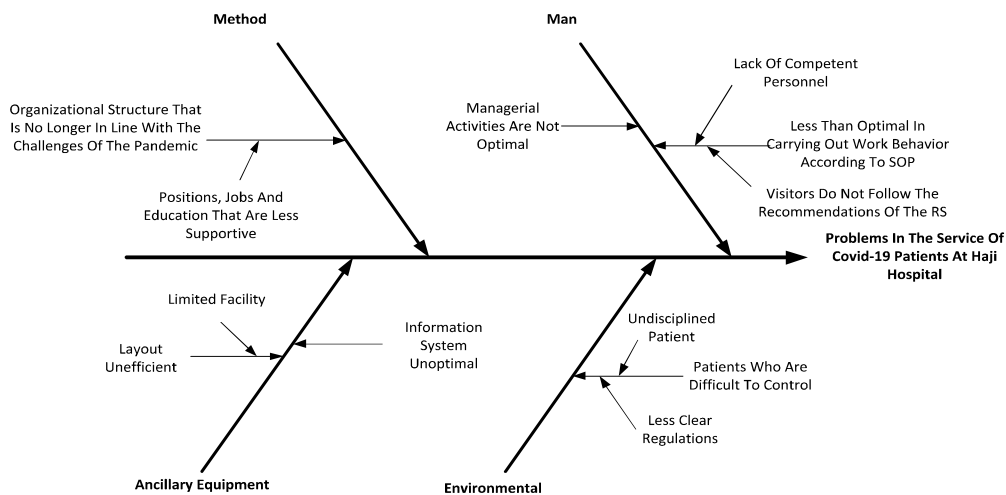 Method
Man
Lack Of Competent
Personnel
Organizational Structure That
Is No Longer In Line With The
Challenges Of The Pandemic
Managerial
Activities Are Not
Optimal
Less Than Optimal In
Carrying Out Work Behavior
According To SOP
Positions, Jobs And
Education That Are Less
Supportive
Visitors Do Not Follow The
Recommendations Of The RS
Problems In The Service Of
Covid-19 Patients At Haji
Hospital
Limited Facility
Layout
Unefficient
Information
System
Unoptimal
Undisciplined
Patient
Patients Who Are
Difficult To Control
Less Clear
Regulations
Ancillary Equipment
Environmental